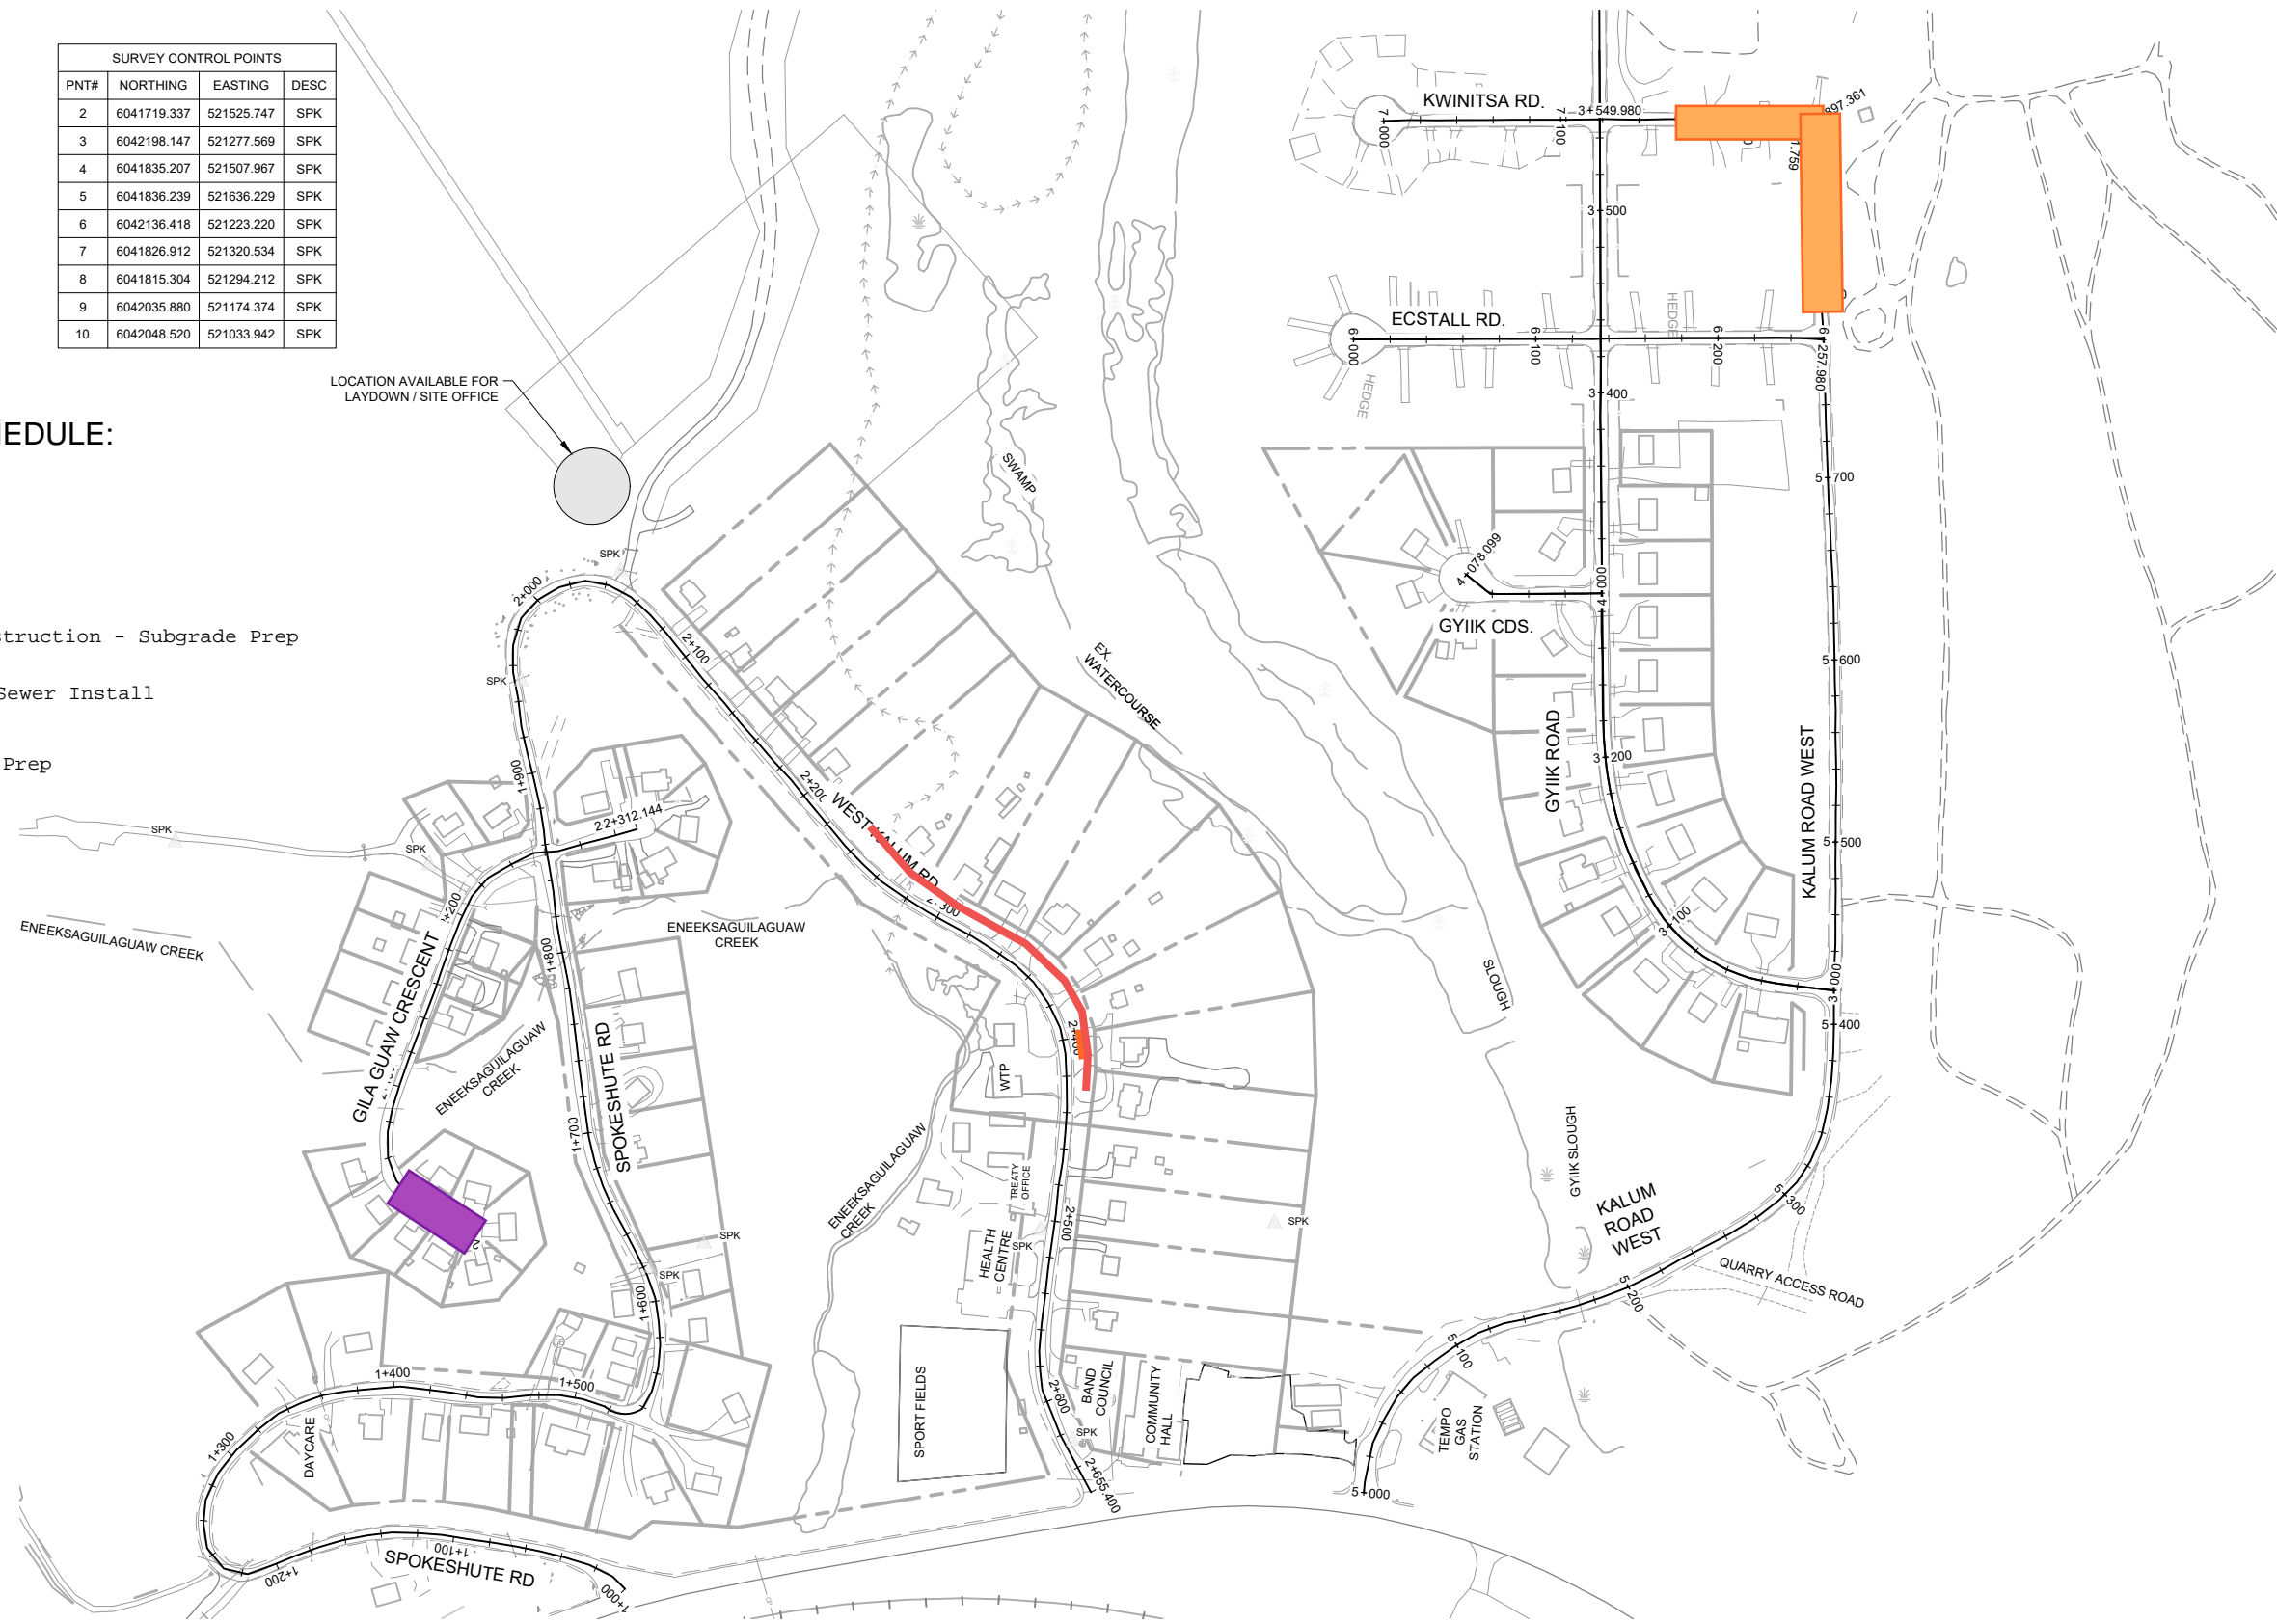 SURVEY CONTROL POINTS
PNT# NORTHING EASTING DESC
2 6041719.337 521525.747 SPK
3 6042198.147 521277.569 SPK
4 6041835.207 521507.967 SPK
5 6041836.239 521636.229 SPK
6 6042136.418 521223.220 SPK
7 6041826.912 521320.534 SPK
8 6041815.304 521294.212 SPK
9 6042035.880 521174.374 SPK
10 6042048.520 521033.942 SPK
LOCATION AVAILABLE FOR
LAYDOWN / SITE OFFICE
EDULE:
struction - Subgrade Prep
Sewer Install
Prep
KWINITSA RD.
7+000
7+100
3+549.980
397.361
1.759
3+500
ECSTALL RD.
6+000
6+100
6+200
6+257.980
HEDGE
HEDGE
3+400
5+700
SWAMP
4+078.099
4+000
GYIIK CDS.
EX.
WATERCOURSE
5+600
GYIIK ROAD
3+200
KALUM ROAD WEST
5+500
3+100
3+000
5+400
SLOUGH
GYIIK SLOUGH
5+300
KALUM
ROAD
WEST
5+200
QUARRY ACCESS ROAD
5+100
TEMPO
GAS
STATION
5+000
SPK
2+000
SPK
2+100
1+900
2+200
WEST KALUM RD.
22+312.144
SPK
SPK
ENEEKSAGUILAGUAW CREEK
+200
GILA GUAW CRESCENT
1+800
ENEEKSAGUILAGUAW
CREEK
300
2+400
WTP
ENEEKSAGUILAGUAW
CREEK
SPOKESHUTE RD
1+700
ENEEKSAGUILAGUAW
CREEK
TREATY
OFFICE
2+500
HEALTH
CENTRE
SPK
SPK
SPK
SPK
1+600
1+400
1+500
1+300
DAYCARE
SPORT FIELDS
2+600
BAND
COUNCIL
COMMUNITY
HALL
SPK
2+655.400
1+200
1+100
SPOKESHUTE RD
1+000